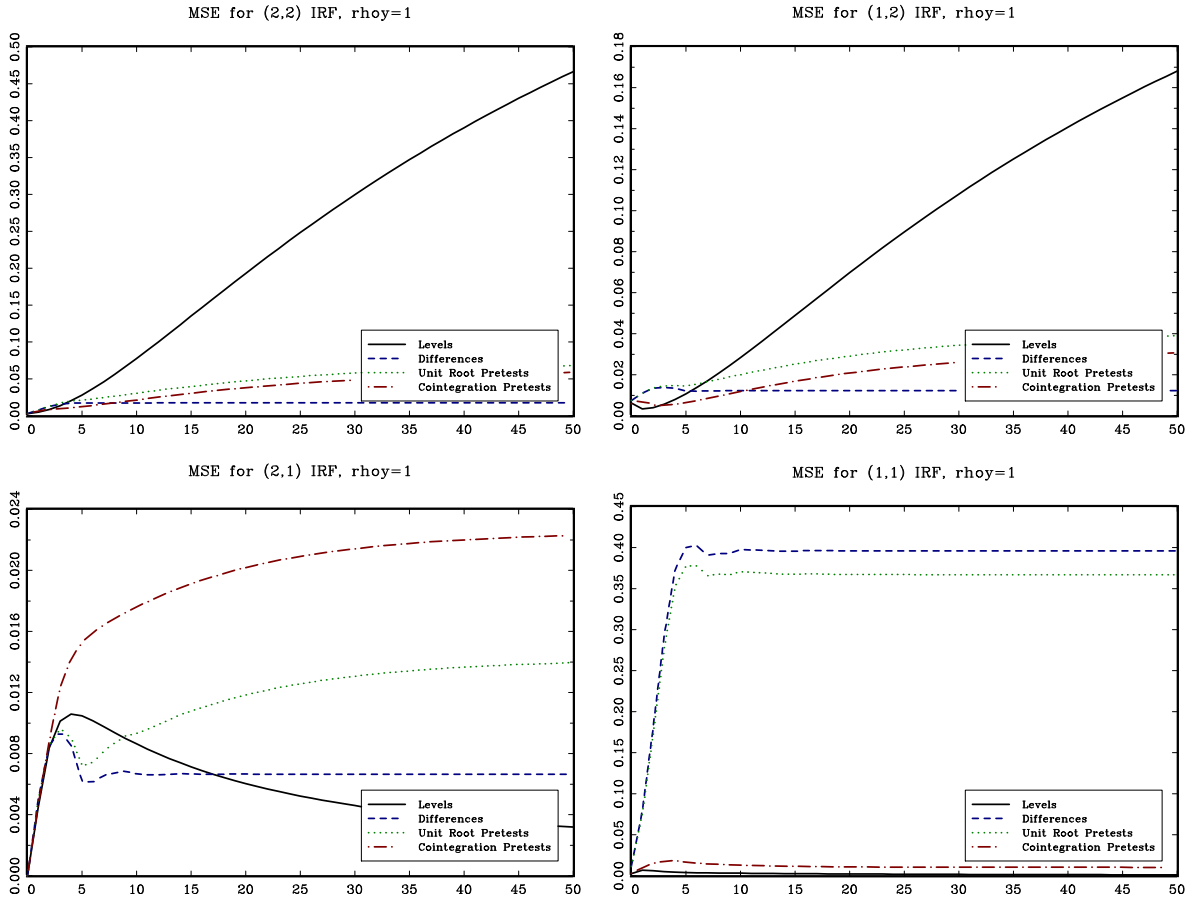 MSE for (2,2) IRF, rhoy=1
0.50
0.45
0.40
0.35
0.30
0.25
0.20
0.15
0.10
0.05
0.00
Levels
Differences
Unit Root Pretests
Cointegration Pretests
0 5 10 15 20 25 30 35 40 45 50
MSE for (1,2) IRF, rhoy=1
0.18
0.16
0.14
0.12
0.10
0.08
0.06
0.04
0.02
0.00
Levels
Differences
Unit Root Pretests
Cointegration Pretests
0 5 10 15 20 25 30 35 40 45 50
MSE for (2,1) IRF, rhoy=1
0.024
0.020
0.016
0.012
0.008
0.004
0.000
Levels
Differences
Unit Root Pretests
Cointegration Pretests
0 5 10 15 20 25 30 35 40 45 50
MSE for (1,1) IRF, rhoy=1
0.45
0.40
0.35
0.30
0.25
0.20
0.15
0.10
0.05
0.00
Levels
Differences
Unit Root Pretests
Cointegration Pretests
0 5 10 15 20 25 30 35 40 45 50